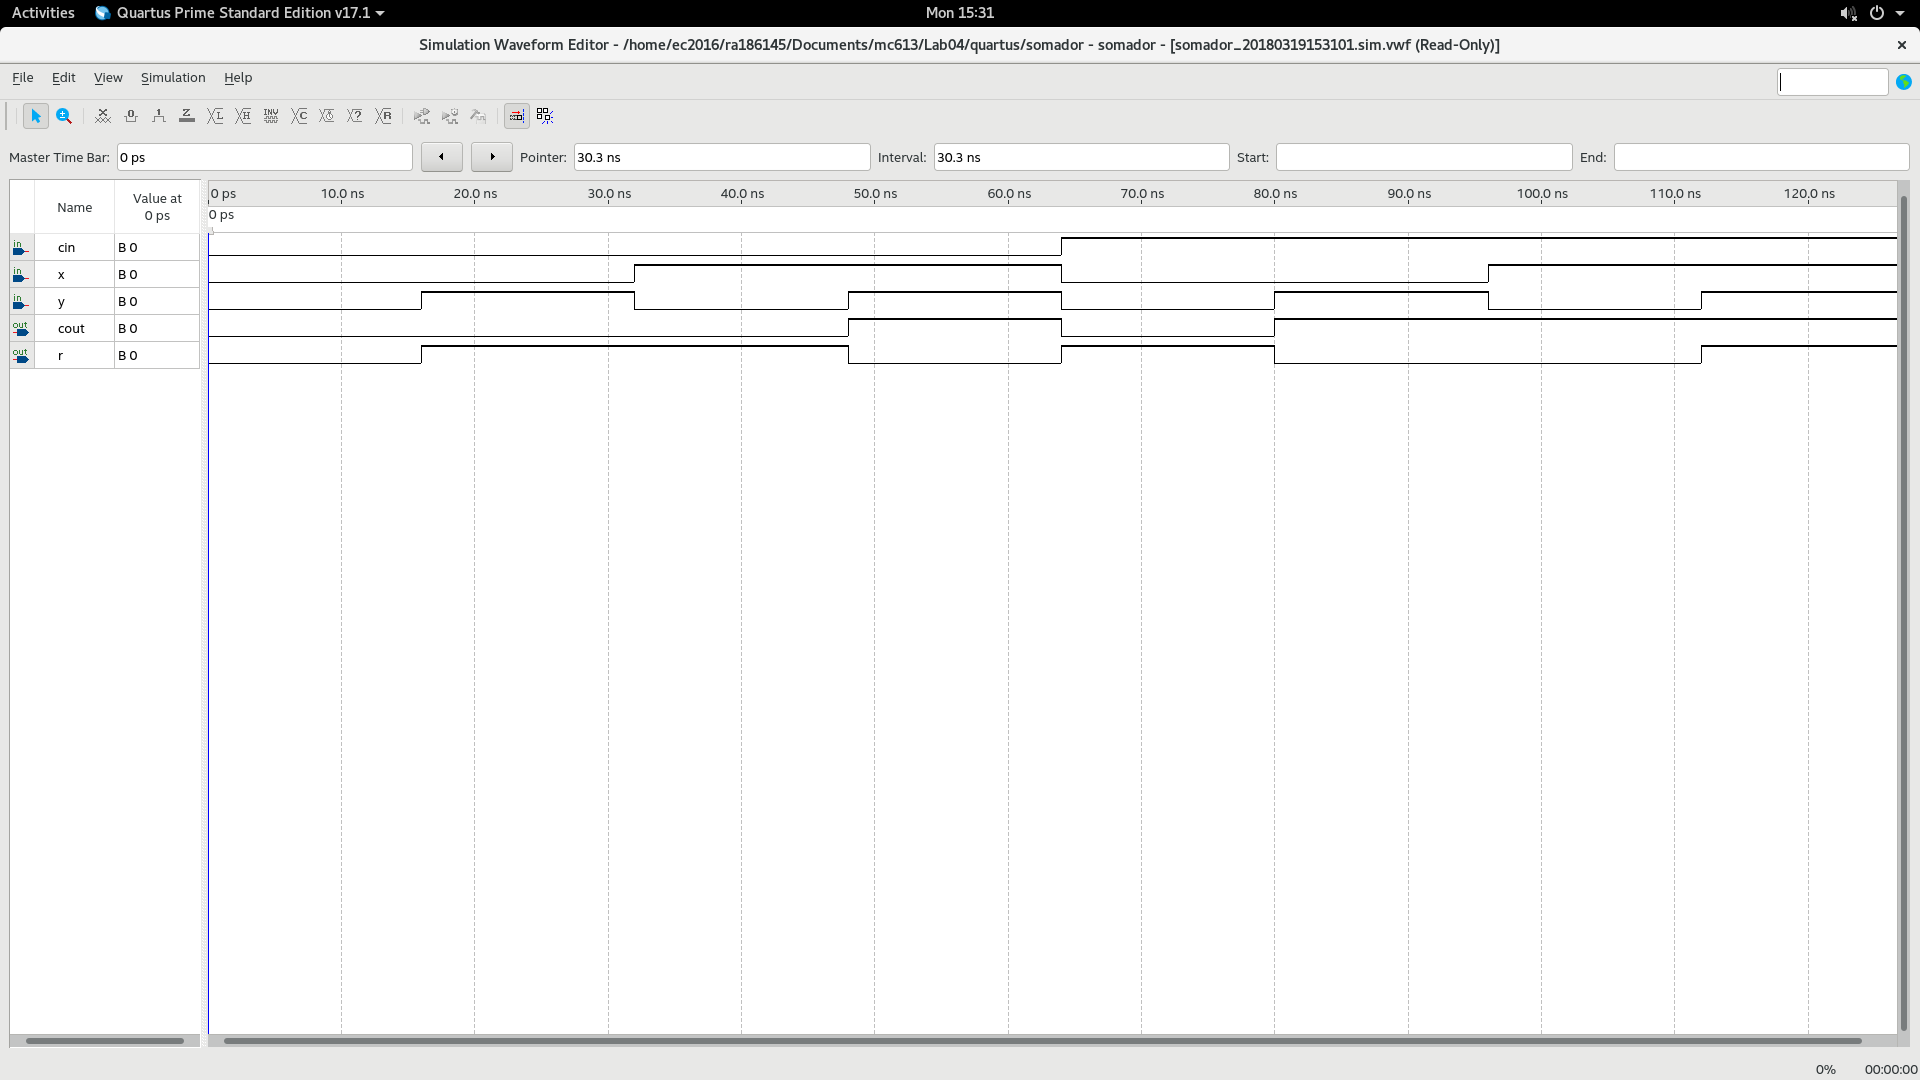 Activities Quartus Prime Standard Edition v17.1 Mon 15:31
Simulation Waveform Editor - /home/ec2016/ra186145/Documents/mc613/Lab04/quartus/somador - somador - [somador_20180319153101.sim.vwf (Read-Only)]
File Edit View Simulation Help
Master Time Bar: 0 ps Pointer: 30.3 ns Interval: 30.3 ns Start: End:
Name Value at 0 ps
0 ps 10.0 ns 20.0 ns 30.0 ns 40.0 ns 50.0 ns 60.0 ns 70.0 ns 80.0 ns 90.0 ns 100.0 ns 110.0 ns 120.0 ns
0 ps
in cin B 0
in x B 0
in y B 0
out cout B 0
out r B 0
0% 00:00:00